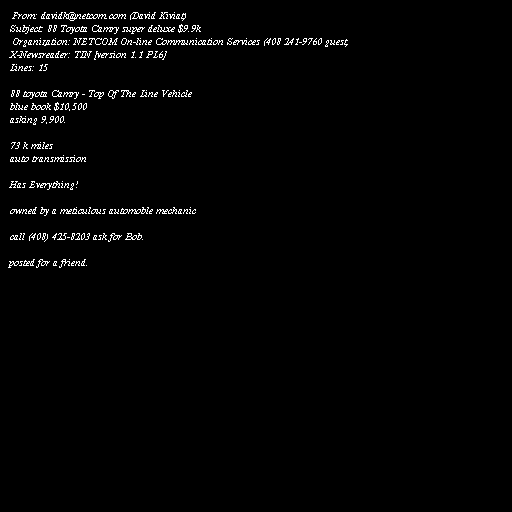 From: davidk@netcom.com (David Kiviat)
Subject: 88 Toyota Camry super deluxe $9.9k
Organization: NETCOM On-line Communication Services (408 241-9760 guest)
X-Newsreader: TIN [version 1.1 PL6]
Lines: 15
88 toyota Camry - Top Of The Line Vehicle
blue book $10,500
asking 9,900.
73 k miles
auto transmission
Has Everything!
owned by a meticulous automoble mechanic
call (408) 425-8203 ask for Bob.
posted for a friend.